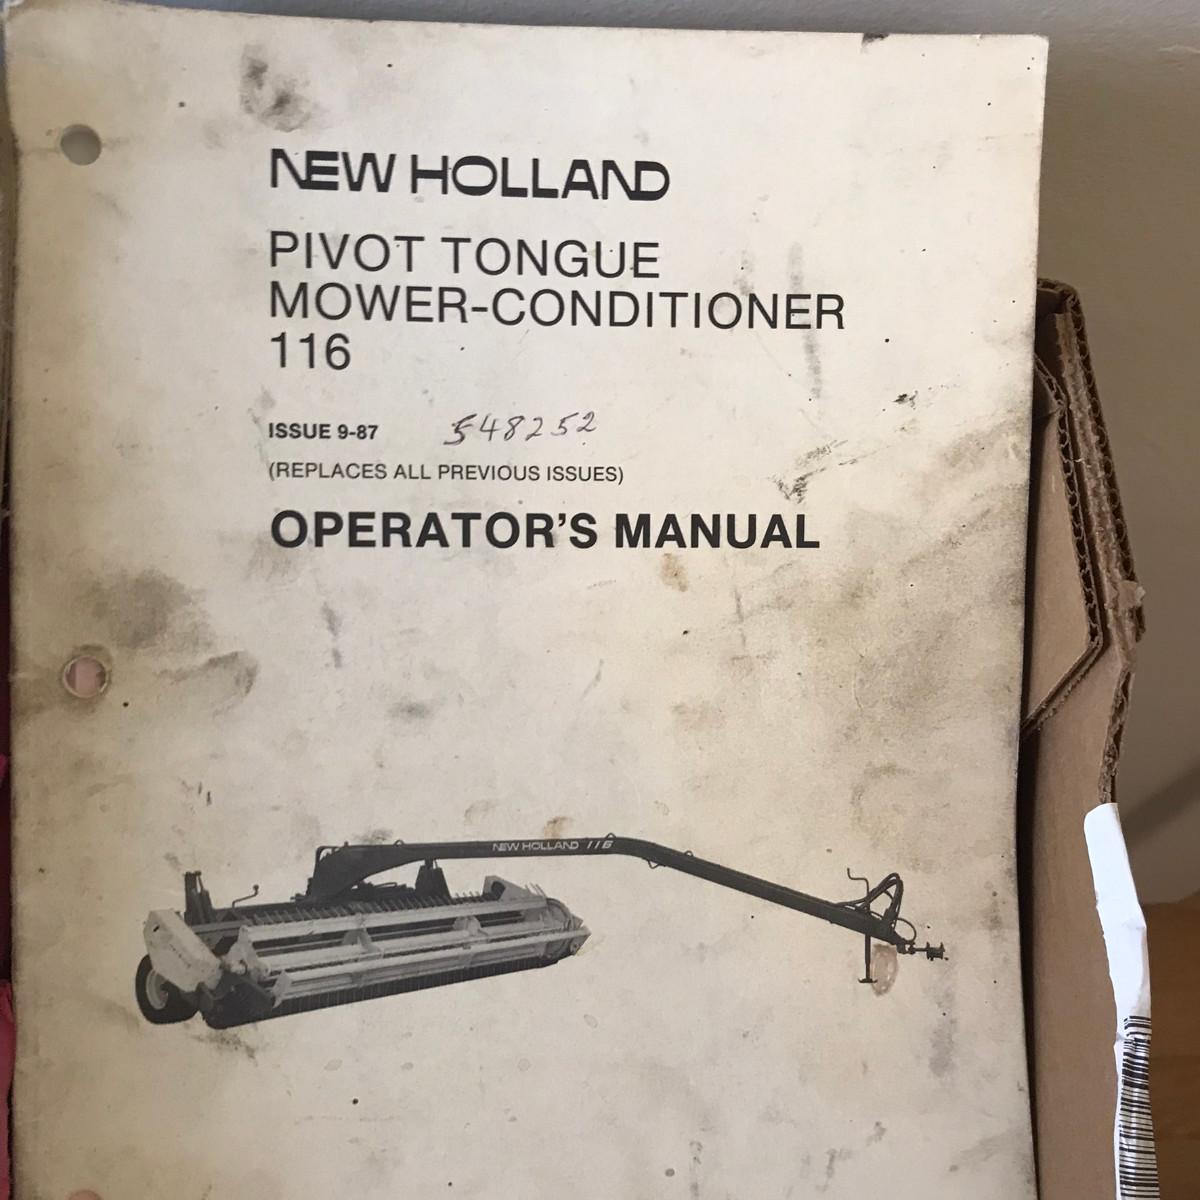 NEW HOLLAND
PIVOT TONGUE
MOWER-CONDITIONER
116
ISSUE 9-87 548252
(REPLACES ALL PREVIOUS ISSUES)
OPERATOR'S MANUAL
NEW HOLLAND 116